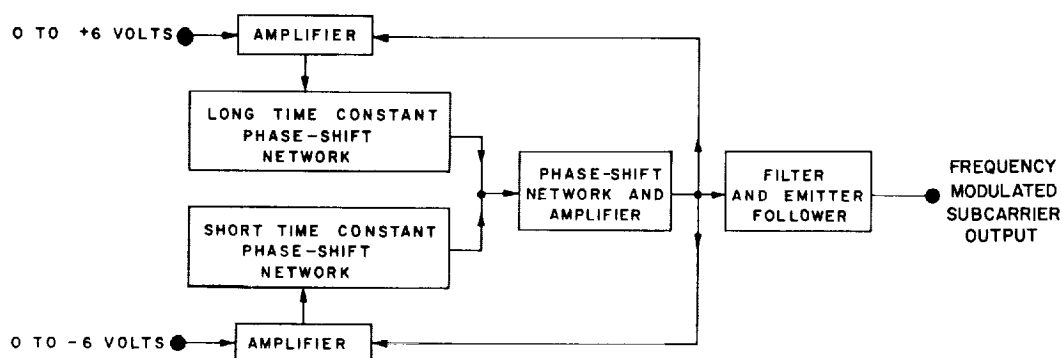 0 TO +6 VOLTS
AMPLIFIER
LONG TIME CONSTANT
PHASE-SHIFT
NETWORK
PHASE-SHIFT
NETWORK AND
AMPLIFIER
FILTER
AND EMITTER
FOLLOWER
FREQUENCY
MODULATED
SUBCARRIER
OUTPUT
SHORT TIME CONSTANT
PHASE-SHIFT
NETWORK
0 TO -6 VOLTS
AMPLIFIER